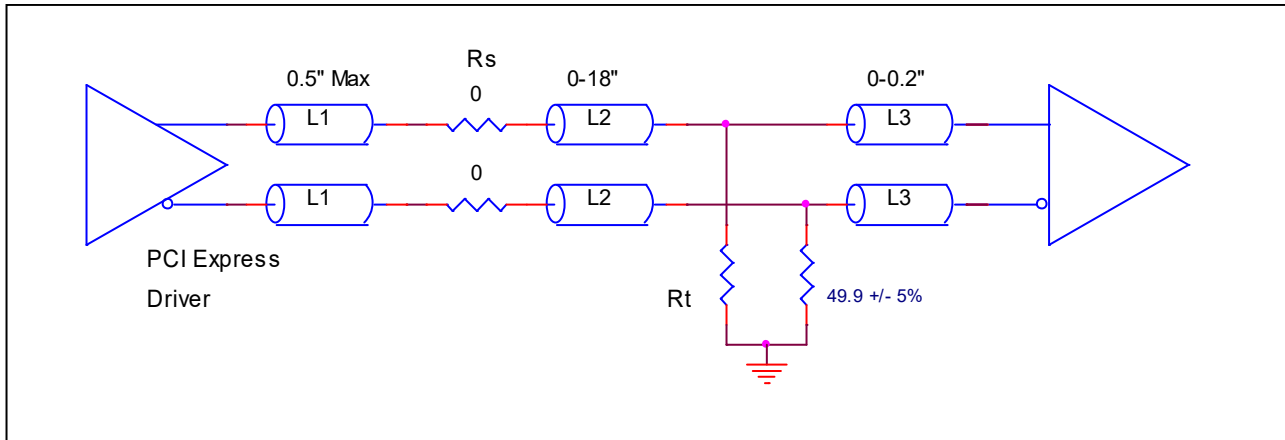 Rs
0.5" Max
0
0-18"
0-0.2"
L1
L2
L3
0
L1
L2
L3
PCI Express
Driver
Rt
49.9 +/- 5%